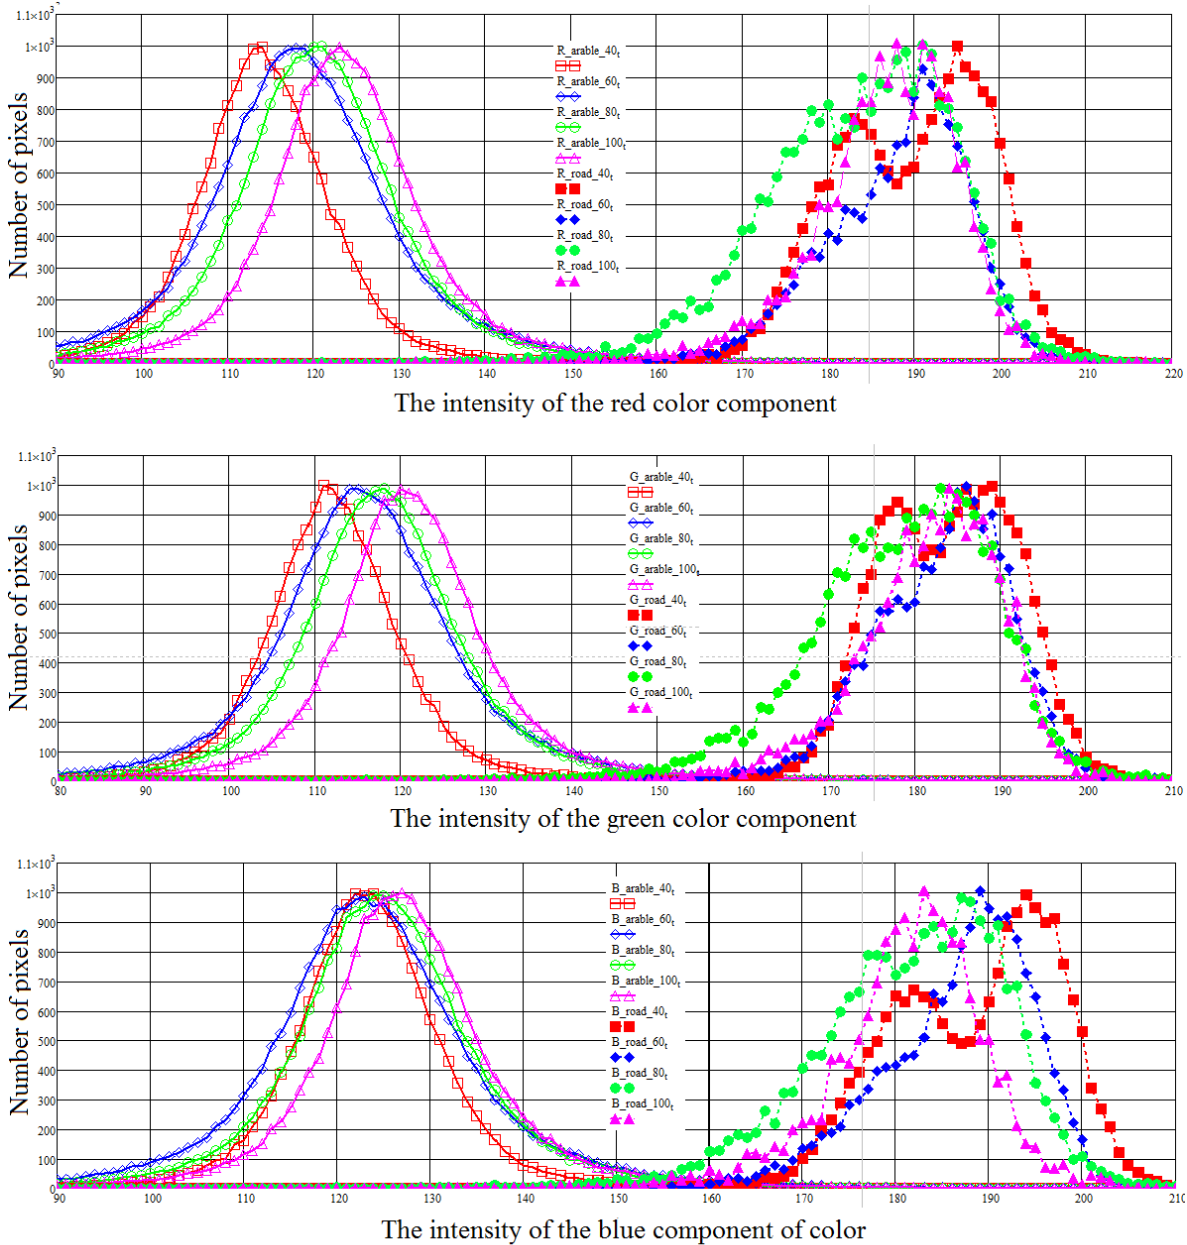 1.1×10³
1×10³
900
800
700
600
500
400
300
200
100
0
Number of pixels
R_arable_40t
R_arable_60t
R_arable_80t
R_arable_100t
R_road_40t
R_road_60t
R_road_80t
R_road_100t
90 100 110 120 130 140 150 160 170 180 190 200 210 220
The intensity of the red color component
1.1×10³
1×10³
900
800
700
600
500
400
300
200
100
0
Number of pixels
G_arable_40t
G_arable_60t
G_arable_80t
G_arable_100t
G_road_40t
G_road_60t
G_road_80t
G_road_100t
80 90 100 110 120 130 140 150 160 170 180 190 200 210
The intensity of the green color component
1.1×10³
1×10³
900
800
700
600
500
400
300
200
100
0
Number of pixels
B_arable_40t
B_arable_60t
B_arable_80t
B_arable_100t
B_road_40t
B_road_60t
B_road_80t
B_road_100t
90 100 110 120 130 140 150 160 170 180 190 200 210
The intensity of the blue component of color